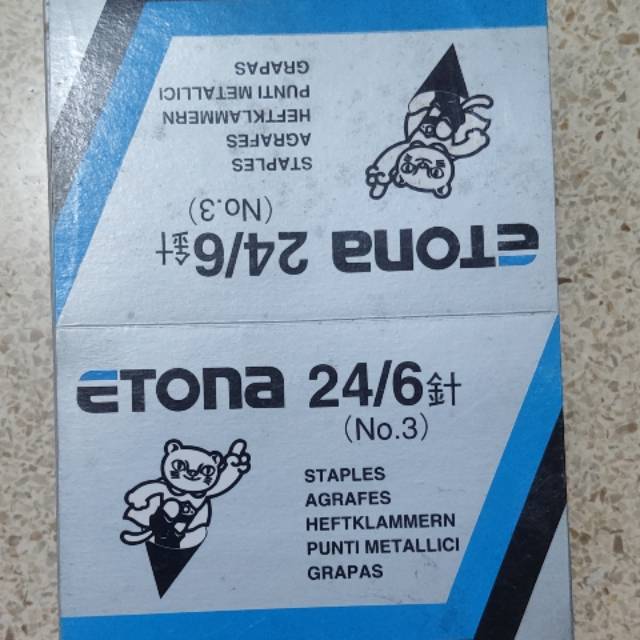 GRAPAS
PUNTI METALLICI
HEFTKLAMMERN
AGRAFES
STAPLES
(No.3)
ETONA 24/6針
ETONA 24/6針
(No.3)
STAPLES
AGRAFES
HEFTKLAMMERN
PUNTI METALLICI
GRAPAS